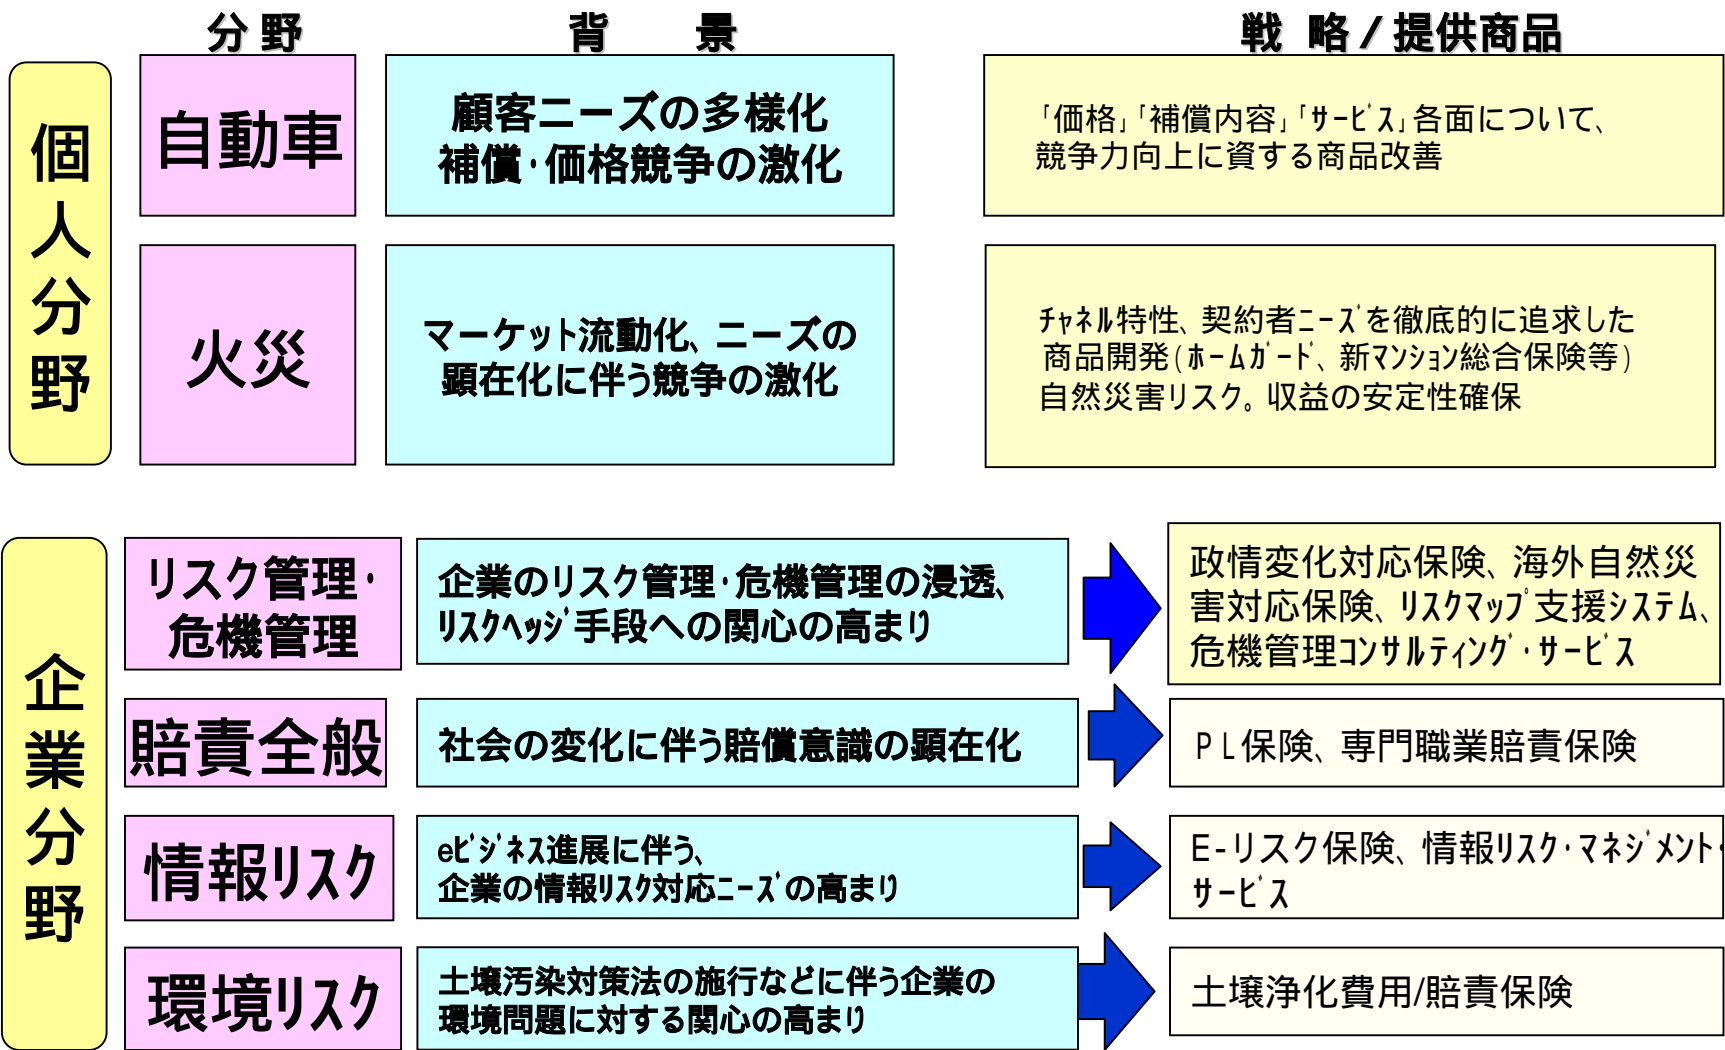 分野 背景 戦略/提供商品
個人分野
自動車
顧客ニーズの多様化
補償・価格競争の激化
「価格」「補償内容」「ｻｰﾋﾞｽ」各面について、
競争力向上に資する商品改善
火災
マーケット流動化、ニーズの
顕在化に伴う競争の激化
ﾁｬﾈﾙ特性、契約者ﾆｰｽﾞを徹底的に追求した
商品開発(ﾎｰﾑｶﾞｰﾄﾞ、新ﾏﾝｼｮﾝ総合保険等)
自然災害リスク。収益の安定性確保
企業分野
リスク管理・
危機管理
企業のリスク管理・危機管理の浸透、
ﾘｽｸﾍｯｼﾞ手段への関心の高まり
政情変化対応保険、海外自然災
害対応保険、ﾘｽｸﾏｯﾌﾟ支援ｼｽﾃﾑ、
危機管理ｺﾝｻﾙﾃｨﾝｸﾞ・ｻｰﾋﾞｽ
賠責全般
社会の変化に伴う賠償意識の顕在化
ＰＬ保険、専門職業賠責保険
情報ﾘｽｸ
eﾋﾞｼﾞﾈｽ進展に伴う、
企業の情報ﾘｽｸ対応ﾆｰｽﾞの高まり
E-リスク保険、情報ﾘｽｸ・ﾏﾈｼﾞﾒﾝﾄ・
ｻｰﾋﾞｽ
環境ﾘｽｸ
土壌汚染対策法の施行などに伴う企業の
環境問題に対する関心の高まり
土壌浄化費用/賠責保険